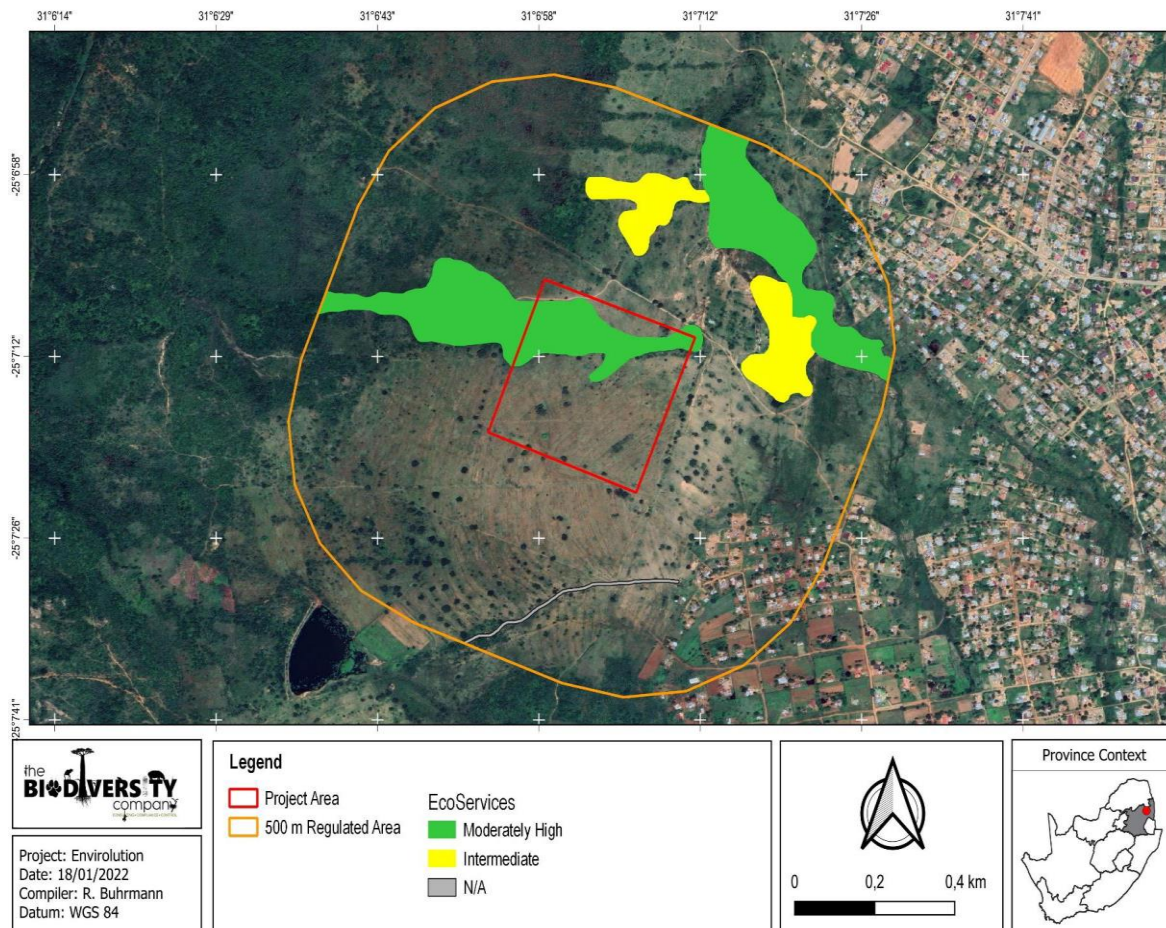 31°6'14" 31°6'29" 31°6'43" 31°6'58" 31°7'12" 31°7'26" 31°7'41"
-25°6'58"
-25°7'12"
-25°7'26"
-25°7'41"
the
BIODIVERSITY
company
Project: Envirolution
Date: 18/01/2022
Compiler: R. Buhrmann
Datum: WGS 84
Legend
Project Area
500 m Regulated Area
EcoServices
Moderately High
Intermediate
N/A
0 0,2 0,4 km
Province Context